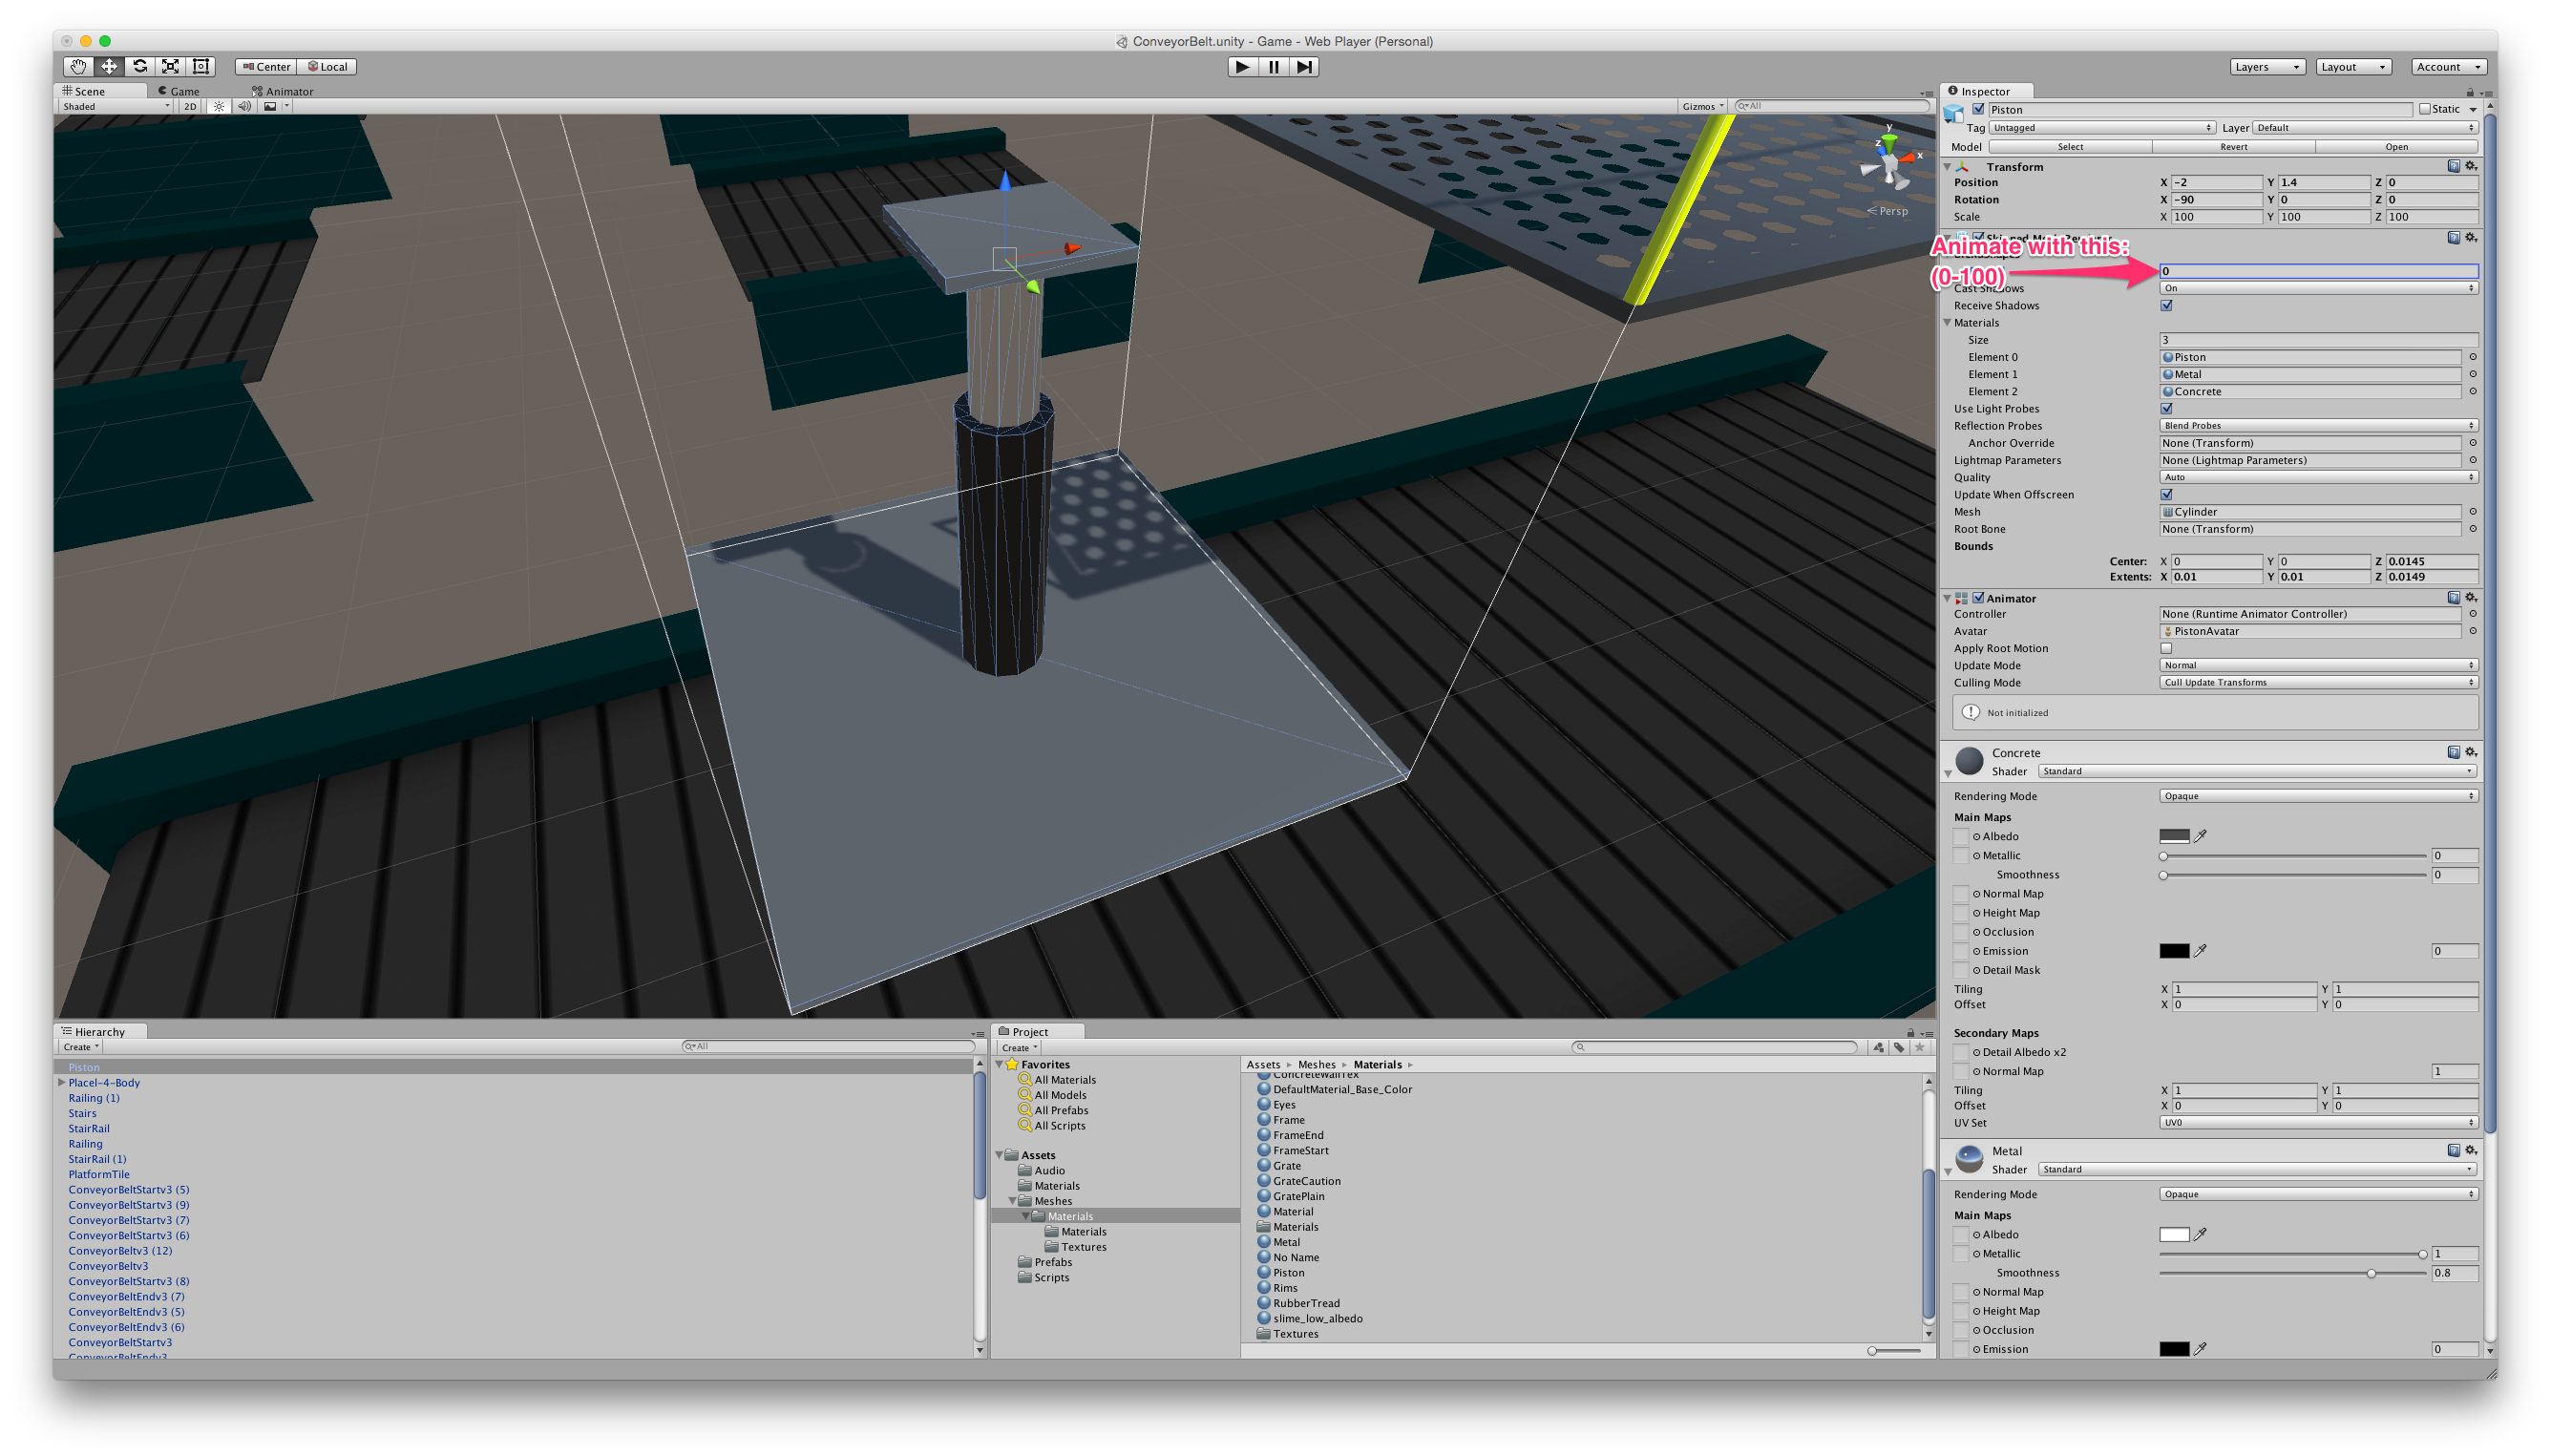 ConveyorBelt.unity - Game - Web Player (Personal)
Center Local
Layers Layout Account
Scene Game Animator
Shaded 2D Gizmos All
y
z
x
Persp
Hierarchy
Create All
Piston
Placel-4-Body
Railing (1)
Stairs
StairRail
Railing
StairRail (1)
PlatformTile
ConveyorBeltStartv3 (5)
ConveyorBeltStartv3 (9)
ConveyorBeltStartv3 (7)
ConveyorBeltStartv3 (6)
ConveyorBeltv3 (12)
ConveyorBeltv3
ConveyorBeltStartv3 (8)
ConveyorBeltEndv3 (7)
ConveyorBeltEndv3 (5)
ConveyorBeltEndv3 (6)
ConveyorBeltStartv3
ConveyorBeltEndv3
Project
Create
Favorites
All Materials
All Models
All Prefabs
All Scripts
Assets
Audio
Materials
Meshes
Materials
Materials
Textures
Prefabs
Scripts
Assets Meshes Materials
ConcreteWallTex
DefaultMaterial_Base_Color
Eyes
Frame
FrameEnd
FrameStart
Grate
GrateCaution
GratePlain
Material
Materials
Metal
No Name
Piston
Rims
RubberTread
slime_low_albedo
Textures
Inspector
Piston Static
Tag Untagged Layer Default
Model Select Revert Open
Transform
Position X -2 Y 1.4 Z 0
Rotation X -90 Y 0 Z 0
Scale X 100 Y 100 Z 100
Animate with this:
(0-100) 0
Cast Shadows On
Receive Shadows
Materials
Size 3
Element 0 Piston
Element 1 Metal
Element 2 Concrete
Use Light Probes
Reflection Probes Blend Probes
Anchor Override None (Transform)
Lightmap Parameters None (Lightmap Parameters)
Quality Auto
Update When Offscreen
Mesh Cylinder
Root Bone None (Transform)
Bounds
Center: X 0 Y 0 Z 0.0145
Extents: X 0.01 Y 0.01 Z 0.0149
Animator
Controller None (Runtime Animator Controller)
Avatar PistonAvatar
Apply Root Motion
Update Mode Normal
Culling Mode Cull Update Transforms
Not initialized
Concrete
Shader Standard
Rendering Mode Opaque
Main Maps
Albedo
Metallic 0
Smoothness 0
Normal Map
Height Map
Occlusion
Emission 0
Detail Mask
Tiling X 1 Y 1
Offset X 0 Y 0
Secondary Maps
Detail Albedo x2
Normal Map 1
Tiling X 1 Y 1
Offset X 0 Y 0
UV Set UV0
Metal
Shader Standard
Rendering Mode Opaque
Main Maps
Albedo
Metallic 1
Smoothness 0.8
Normal Map
Height Map
Occlusion
Emission 0